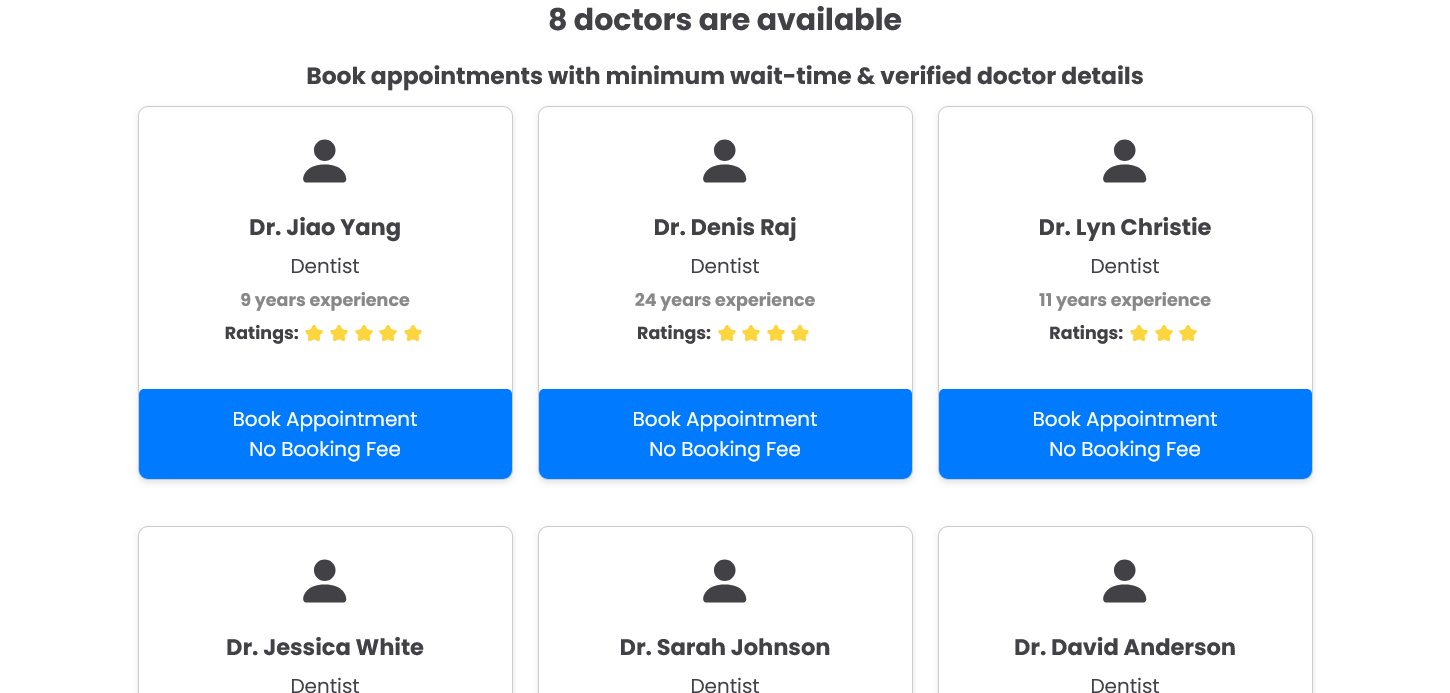 8 doctors are available
Book appointments with minimum wait-time & verified doctor details
Dr. Jiao Yang
Dentist
9 years experience
Ratings:
Book Appointment
No Booking Fee
Dr. Denis Raj
Dentist
24 years experience
Ratings:
Book Appointment
No Booking Fee
Dr. Lyn Christie
Dentist
11 years experience
Ratings:
Book Appointment
No Booking Fee
Dr. Jessica White
Dentist
Dr. Sarah Johnson
Dentist
Dr. David Anderson
Dentist